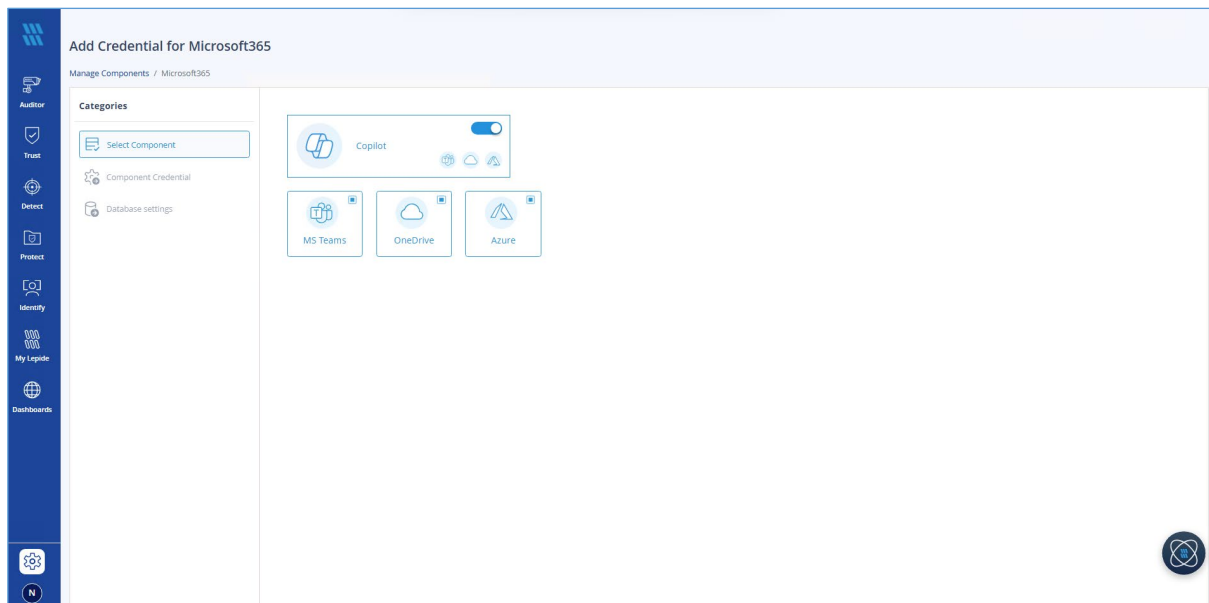 Add Credential for Microsoft365
Manage Components / Microsoft365
Auditor
Trust
Detect
Protect
Identify
My Lepide
Dashboards
N
Categories
Select Component
Component Credential
Database settings
Copilot
MS Teams
OneDrive
Azure